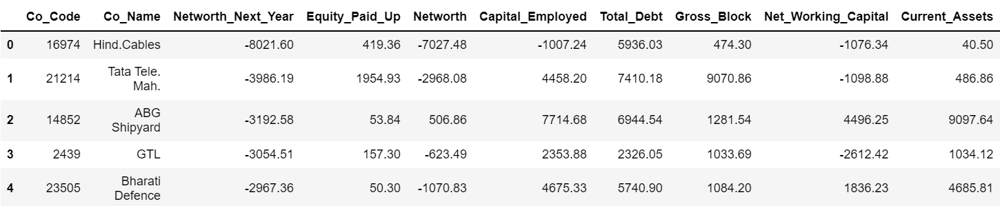 Co_Code Co_Name Networth_Next_Year Equity_Paid_Up Networth Capital_Employed Total_Debt Gross_Block Net_Working_Capital Current_Assets
0 16974 Hind.Cables -8021.60 419.36 -7027.48 -1007.24 5936.03 474.30 -1076.34 40.50
1 21214 Tata Tele. Mah. -3986.19 1954.93 -2968.08 4458.20 7410.18 9070.86 -1098.88 486.86
2 14852 ABG Shipyard -3192.58 53.84 506.86 7714.68 6944.54 1281.54 4496.25 9097.64
3 2439 GTL -3054.51 157.30 -623.49 2353.88 2326.05 1033.69 -2612.42 1034.12
4 23505 Bharati Defence -2967.36 50.30 -1070.83 4675.33 5740.90 1084.20 1836.23 4685.81